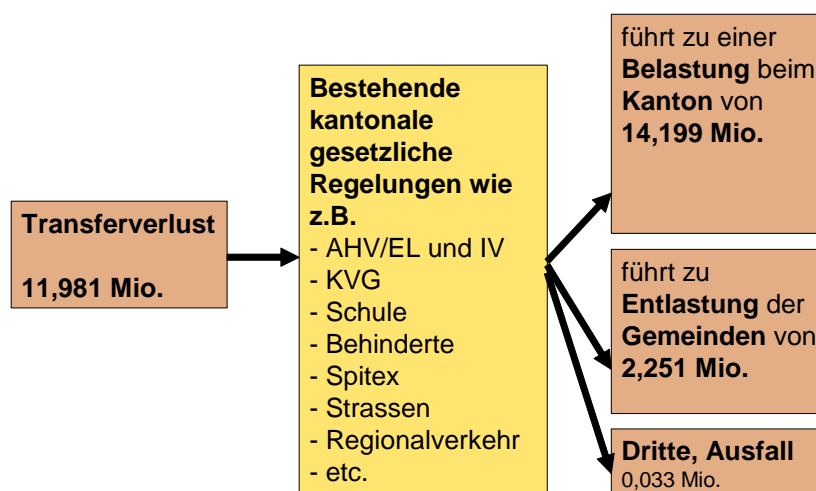 Transferverlust
11,981 Mio.
Bestehende
kantonale
gesetzliche
Regelungen wie
z.B.
- AHV/EL und IV
- KVG
- Schule
- Behinderte
- Spitex
- Strassen
- Regionalverkehr
- etc.
führt zu einer
Belastung beim
Kanton von
14,199 Mio.
führt zu
Entlastung der
Gemeinden von
2,251 Mio.
Dritte, Ausfall
0,033 Mio.